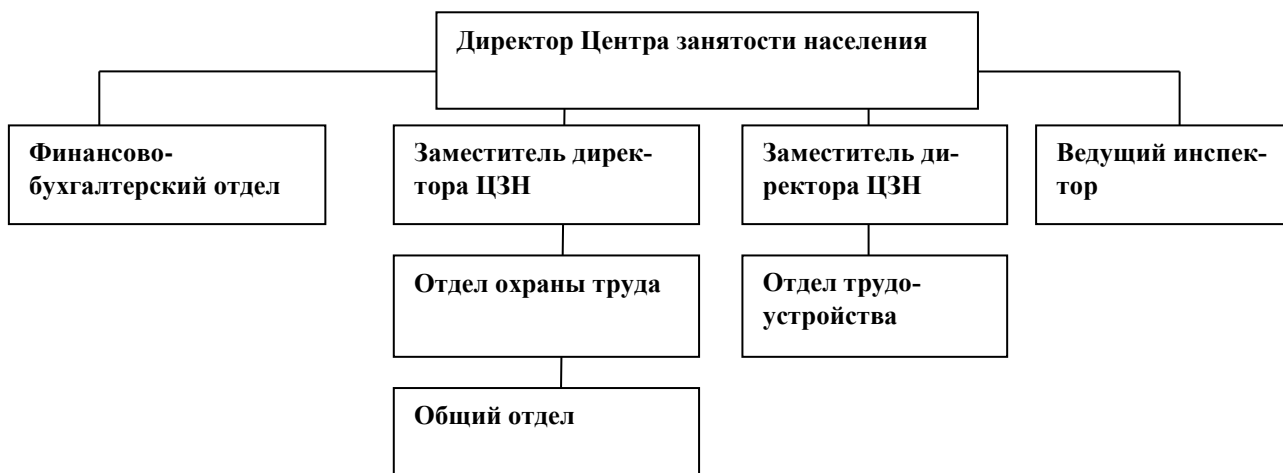 Директор Центра занятости населения
Финансово-
бухгалтерский отдел
Заместитель дирек-
тора ЦЗН
Заместитель ди-
ректора ЦЗН
Ведущий инспек-
тор
Отдел охраны труда
Отдел трудо-
устройства
Общий отдел